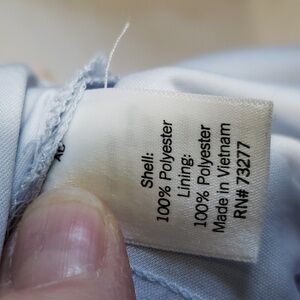 Shell:
100% Polyester
Lining:
100% Polyester
Made in Vietnam
RN# 73277